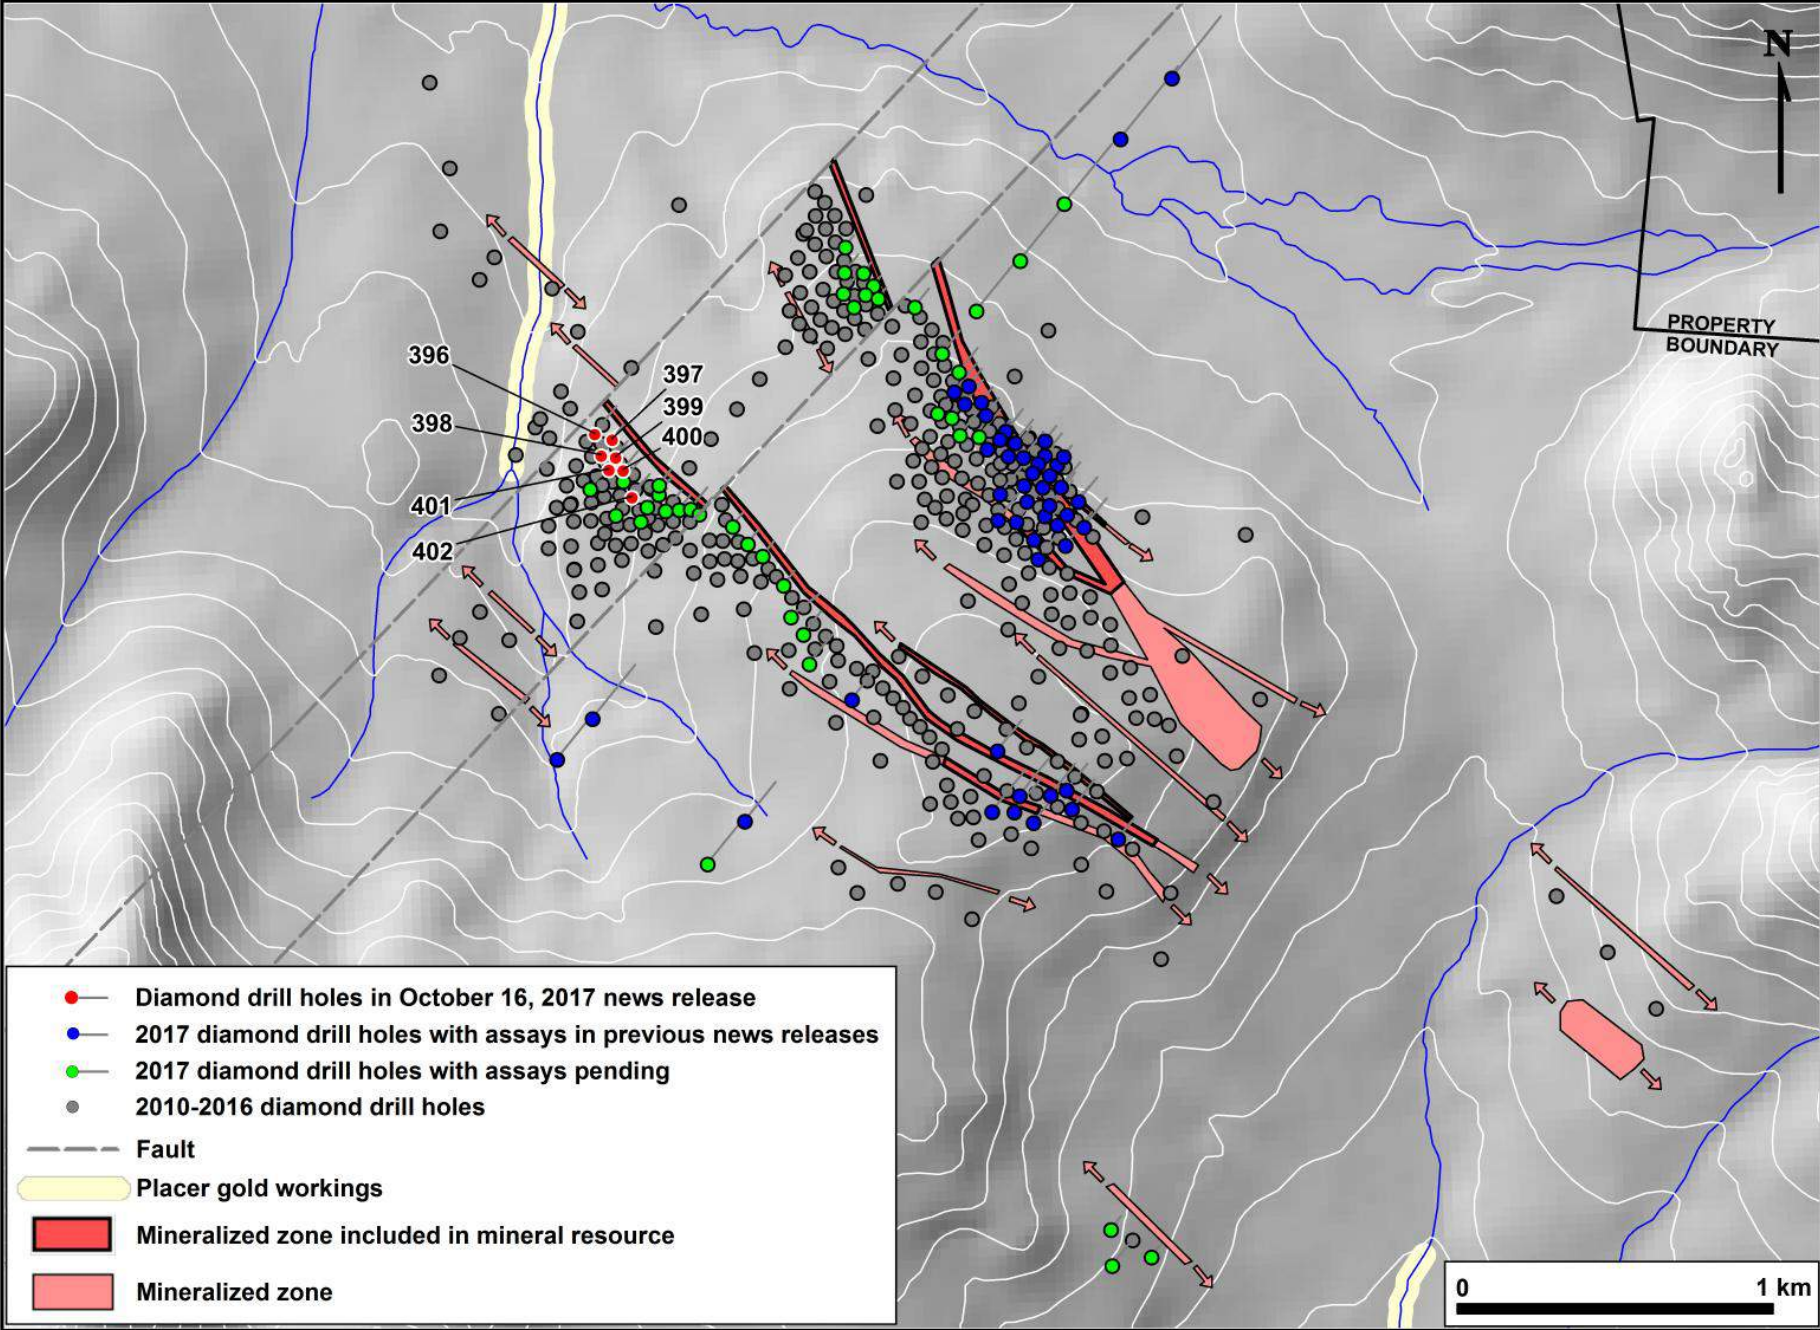 N
PROPERTY
BOUNDARY
396
397
398
399
400
401
402
Diamond drill holes in October 16, 2017 news release
2017 diamond drill holes with assays in previous news releases
2017 diamond drill holes with assays pending
2010-2016 diamond drill holes
Fault
Placer gold workings
Mineralized zone included in mineral resource
Mineralized zone
0 1 km